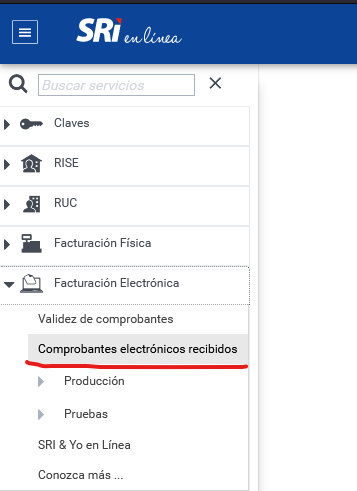 SRi en línea
Buscar servicios
Claves
RISE
RUC
Facturación Física
Facturación Electrónica
Validez de comprobantes
Comprobantes electrónicos recibidos
Producción
Pruebas
SRI & Yo en Línea
Conozca más ...